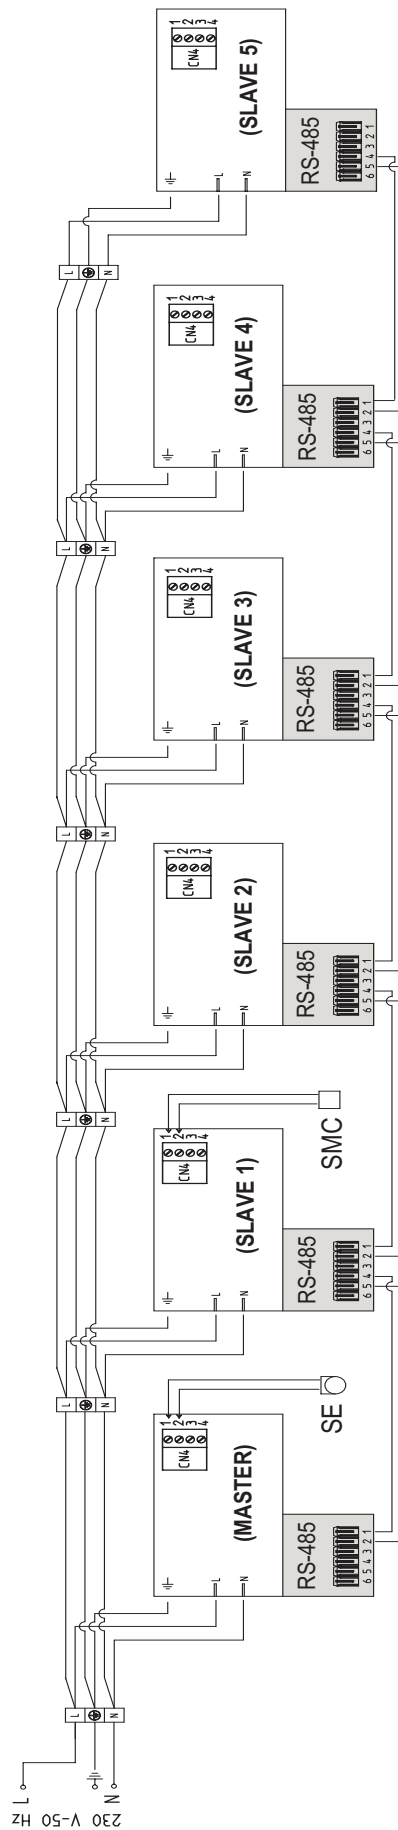 230 V-50 Hz
L
N
L
N
CN4
1
2
3
4
L
N
(MASTER)
RS-485
6 5 4 3 2 1
SE
L
N
CN4
1
2
3
4
L
N
(SLAVE 1)
RS-485
6 5 4 3 2 1
SMC
L
N
CN4
1
2
3
4
L
N
(SLAVE 2)
RS-485
6 5 4 3 2 1
L
N
CN4
1
2
3
4
L
N
(SLAVE 3)
RS-485
6 5 4 3 2 1
L
N
CN4
1
2
3
4
L
N
(SLAVE 4)
RS-485
6 5 4 3 2 1
L
N
CN4
1
2
3
4
L
N
(SLAVE 5)
RS-485
6 5 4 3 2 1